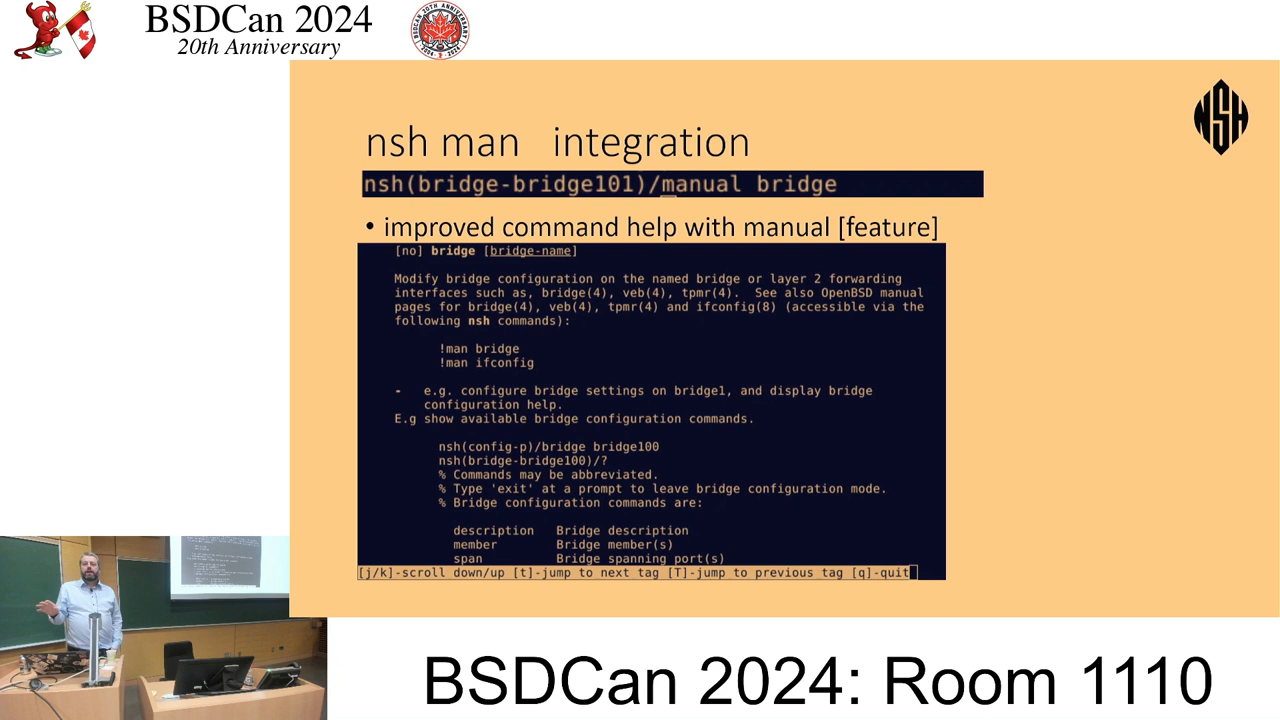 BSDCan 2024
20th Anniversary
NSH
nsh man   integration
nsh(bridge-bridge101)/manual bridge
• improved command help with manual [feature]
[no] bridge [bridge-name]
Modify bridge configuration on the named bridge or layer 2 forwarding
interfaces such as, bridge(4), veb(4), tpmr(4).  See also OpenBSD manual
pages for bridge(4), veb(4), tpmr(4) and ifconfig(8) (accessible via the
following nsh commands):
!man bridge
!man ifconfig
-   e.g. configure bridge settings on bridge1, and display bridge
configuration help.
E.g show available bridge configuration commands.
nsh(config-p)/bridge bridge100
nsh(bridge-bridge100)/?
% Commands may be abbreviated.
% Type 'exit' at a prompt to leave bridge configuration mode.
% Bridge configuration commands are:
description   Bridge description
member        Bridge member(s)
span          Bridge spanning port(s)
[j/k]-scroll down/up [t]-jump to next tag [T]-jump to previous tag [q]-quit
BSDCan 2024: Room 1110